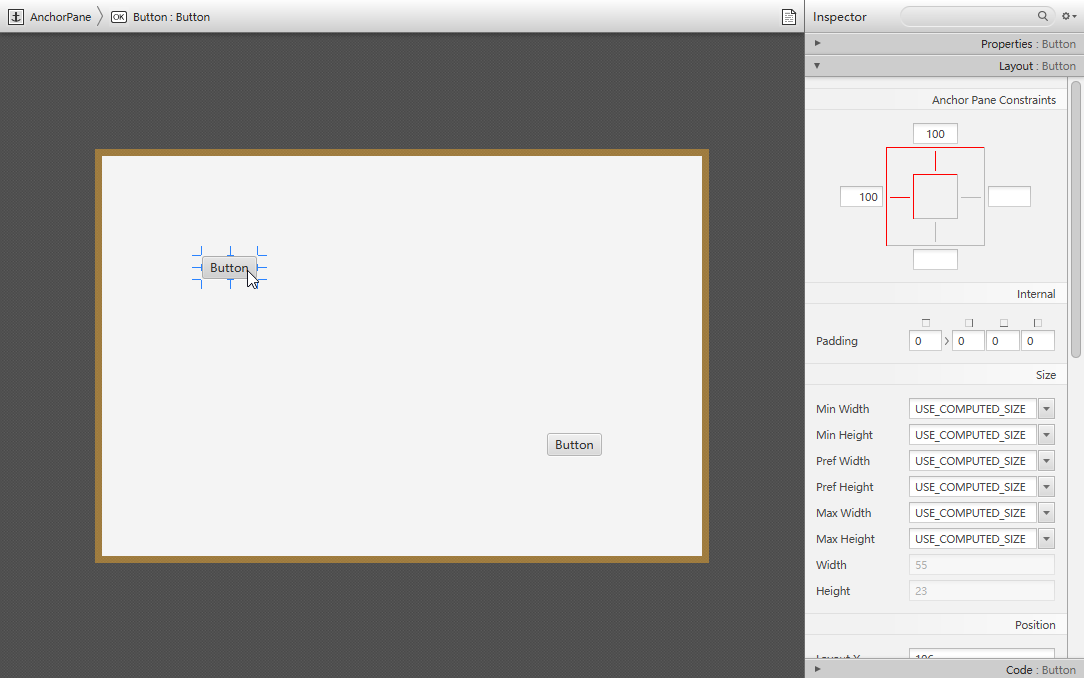 AnchorPane
OK
Button : Button
Inspector
Properties : Button
Layout : Button
Anchor Pane Constraints
100
100
Button
Internal
Padding
0
0
0
0
Size
Min Width
USE_COMPUTED_SIZE
Min Height
USE_COMPUTED_SIZE
Button
Pref Width
USE_COMPUTED_SIZE
Pref Height
USE_COMPUTED_SIZE
Max Width
USE_COMPUTED_SIZE
Max Height
USE_COMPUTED_SIZE
Width
55
Height
23
Position
Layout X
Code : Button